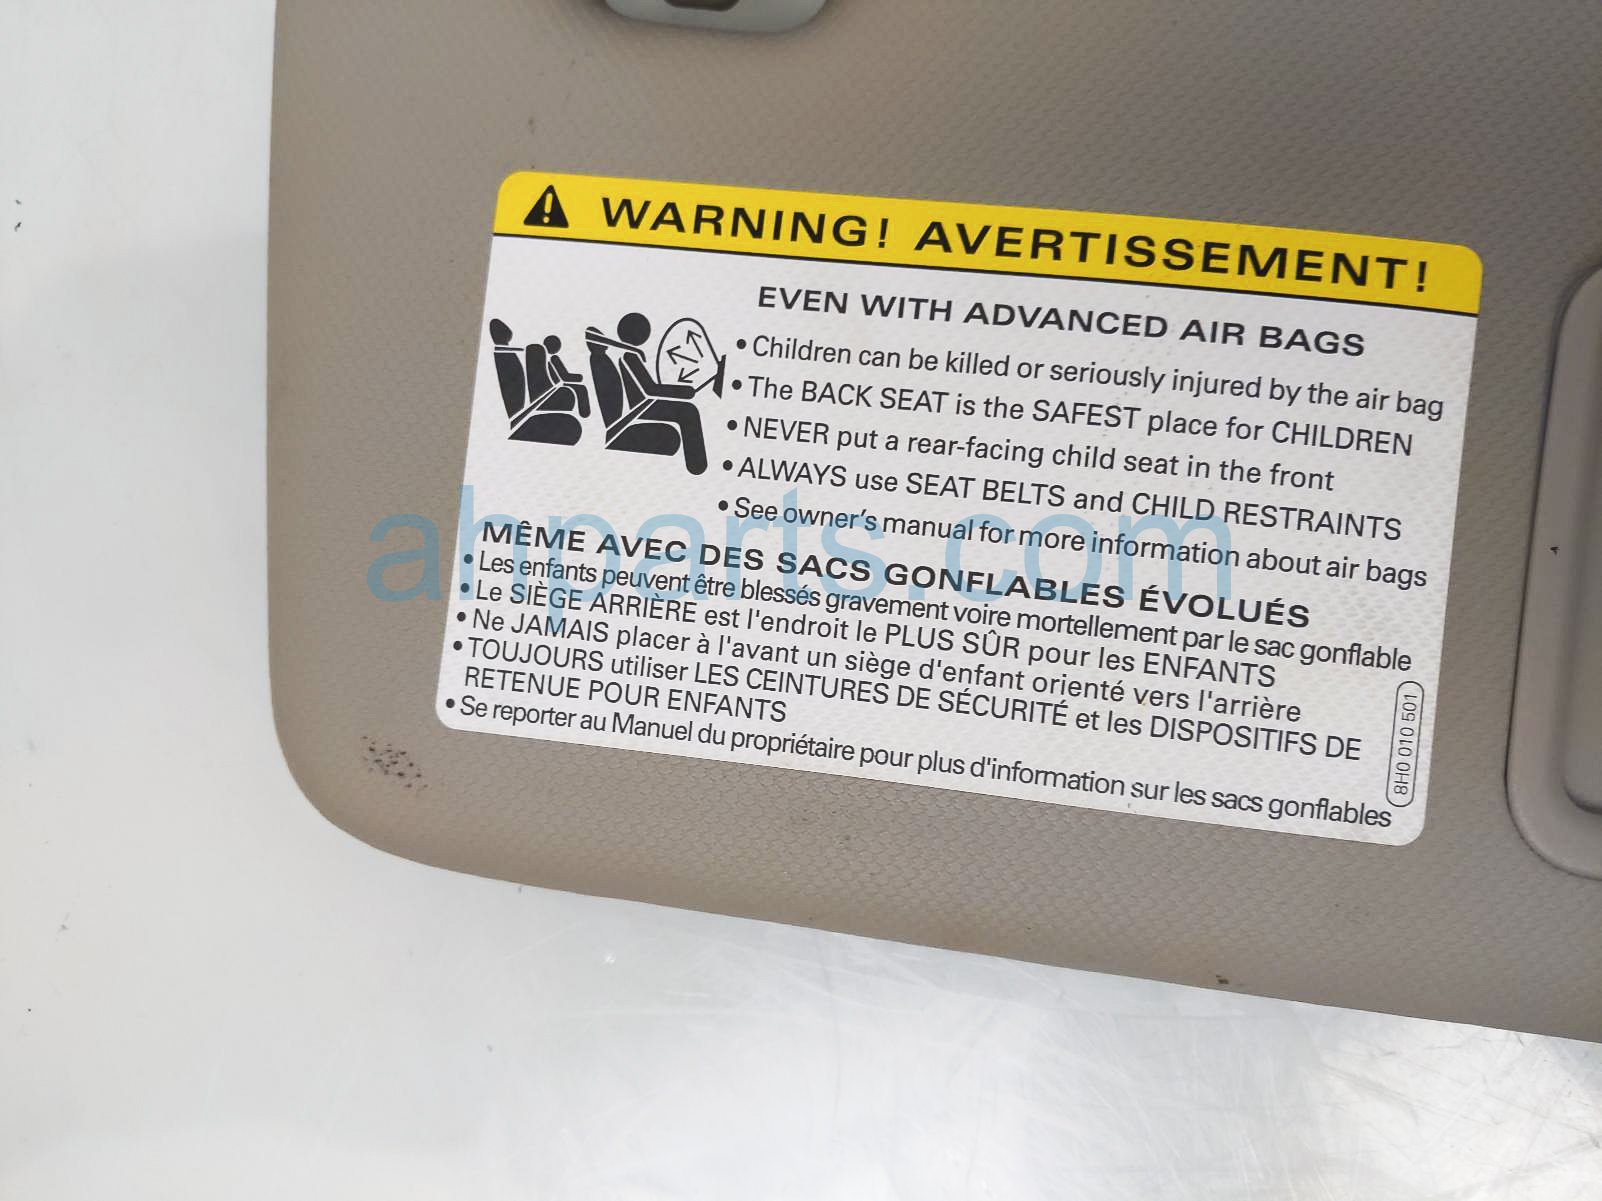 WARNING! AVERTISSEMENT!
EVEN WITH ADVANCED AIR BAGS
• Children can be killed or seriously injured by the air bag
• The BACK SEAT is the SAFEST place for CHILDREN
• NEVER put a rear-facing child seat in the front
• ALWAYS use SEAT BELTS and CHILD RESTRAINTS
• See owner's manual for more information about air bags
MÊME AVEC DES SACS GONFLABLES ÉVOLUÉS
• Les enfants peuvent être blessés gravement voire mortellement par le sac gonflable
• Le SIÈGE ARRIÈRE est l'endroit le PLUS SÛR pour les ENFANTS
• Ne JAMAIS placer à l'avant un siège d'enfant orienté vers l'arrière
• TOUJOURS utiliser LES CEINTURES DE SÉCURITÉ et les DISPOSITIFS DE
RETENUE POUR ENFANTS
• Se reporter au Manuel du propriétaire pour plus d'information sur les sacs gonflables
8H0 010 501
ahparts.com